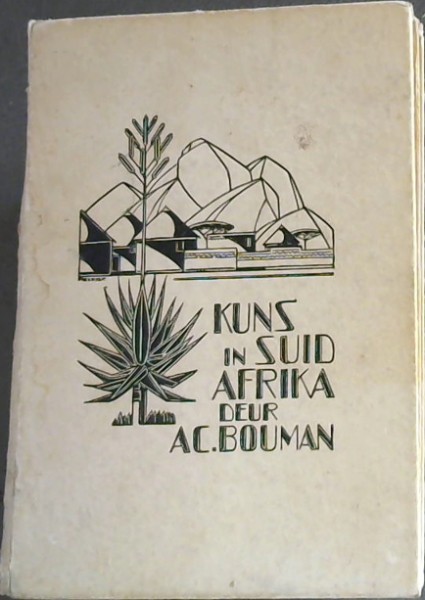 KUNS
IN SUID
AFRIKA
DEUR
A.C. BOUMAN